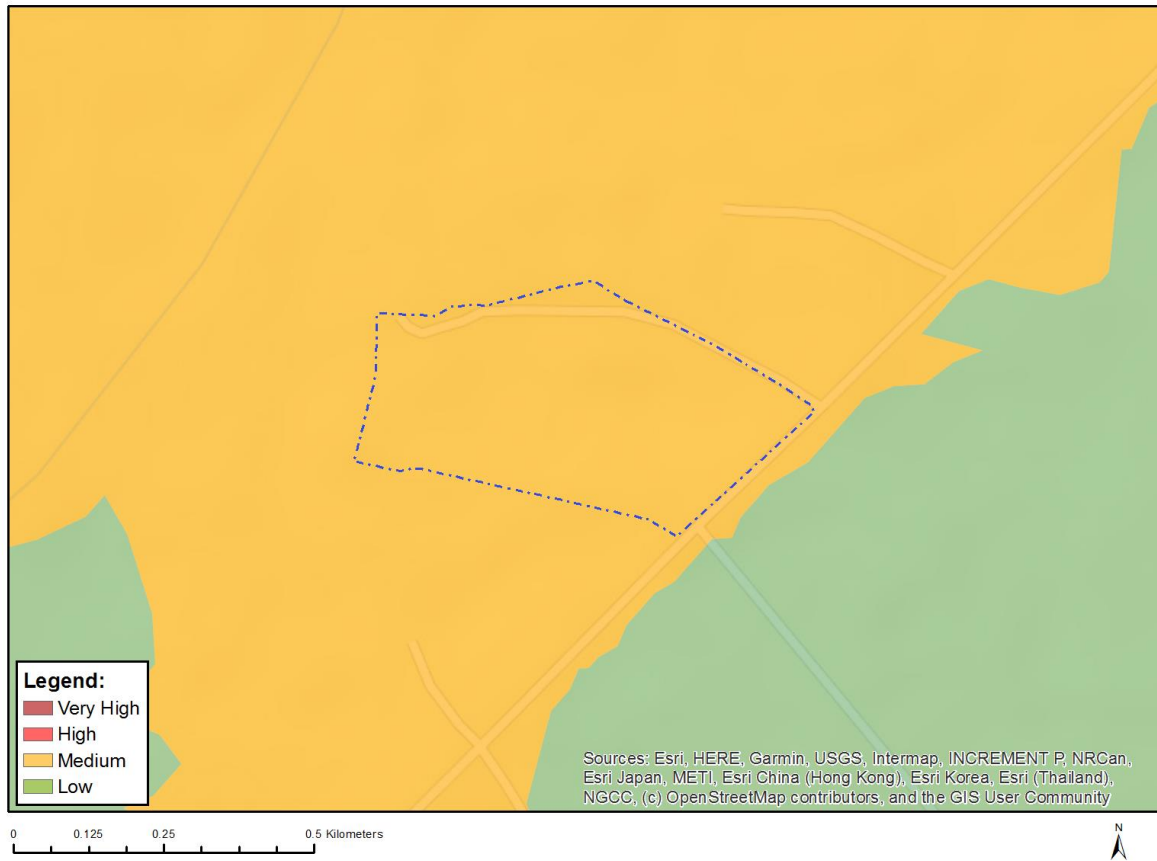 Legend:
Very High
High
Medium
Low
Sources: Esri, HERE, Garmin, USGS, Intermap, INCREMENT P, NRCan,
Esri Japan, METI, Esri China (Hong Kong), Esri Korea, Esri (Thailand),
NGCC, (c) OpenStreetMap contributors, and the GIS User Community
0 0.125 0.25 0.5 Kilometers
N